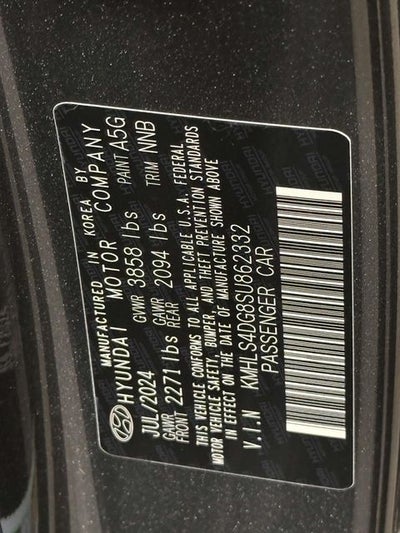 MANUFACTURED IN KOREA BY
HYUNDAI MOTOR COMPANY
JUL/2024 GVWR 3858 lbs PAINT A5G
GAWR FRONT 2271 lbs GAWR REAR 2094 lbs TRIM NNB
THIS VEHICLE CONFORMS TO ALL APPLICABLE U.S.A. FEDERAL
MOTOR VEHICLE SAFETY, BUMPER, AND THEFT PREVENTION STANDARDS
IN EFFECT ON THE DATE OF MANUFACTURE SHOWN ABOVE.
V.I.N KMHLS4DG8SU862332
PASSENGER CAR